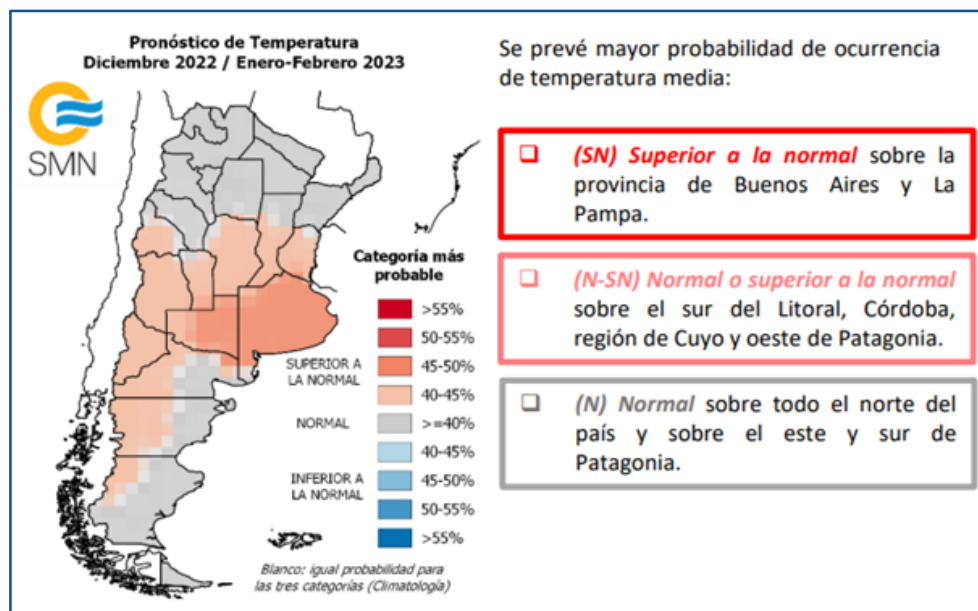 Pronóstico de Temperatura
Diciembre 2022 / Enero-Febrero 2023
SMN
Categoría más
probable
>55%
50-55%
SUPERIOR A
LA NORMAL
45-50%
40-45%
NORMAL
>=40%
40-45%
INFERIOR A
LA NORMAL
45-50%
50-55%
>55%
Blanco: igual probabilidad para
las tres categorías (Climatología)
Se prevé mayor probabilidad de ocurrencia
de temperatura media:
(SN) Superior a la normal sobre la
provincia de Buenos Aires y La
Pampa.
(N-SN) Normal o superior a la normal
sobre el sur del Litoral, Córdoba,
región de Cuyo y oeste de Patagonia.
(N) Normal sobre todo el norte del
país y sobre el este y sur de
Patagonia.